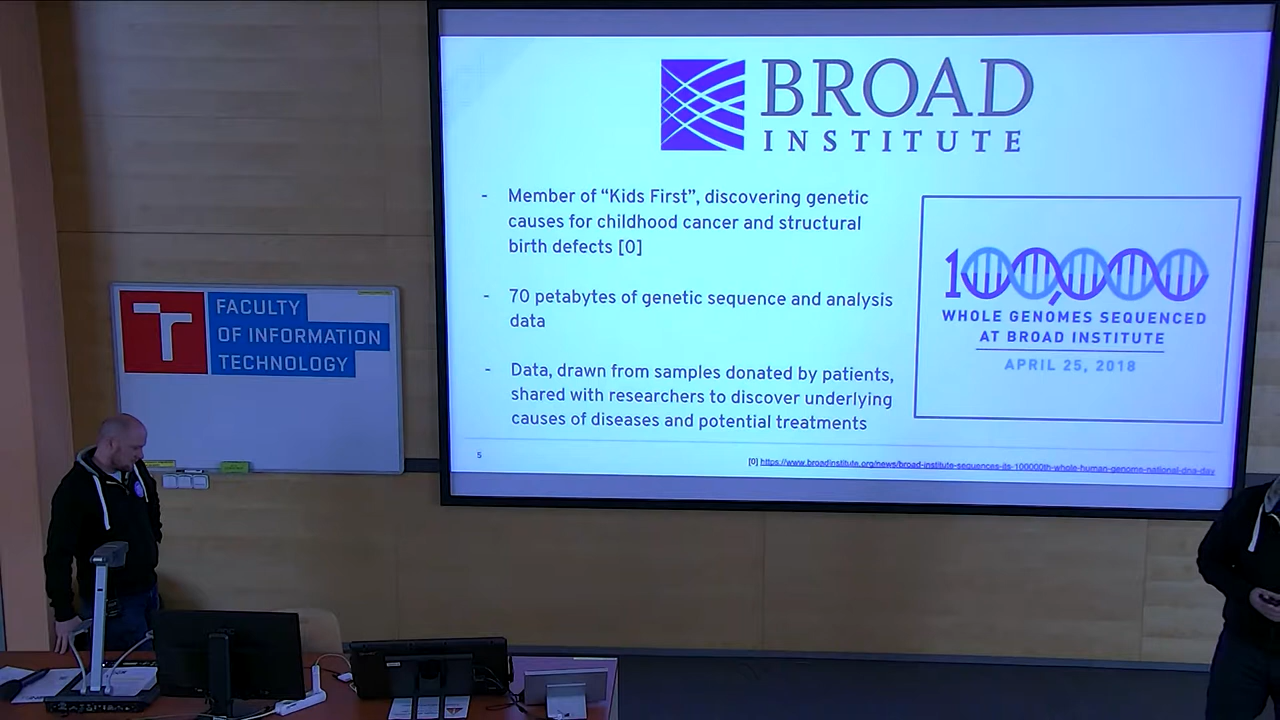 BROAD
INSTITUTE
- Member of “Kids First”, discovering genetic
causes for childhood cancer and structural
birth defects [0]
- 70 petabytes of genetic sequence and analysis
data
- Data, drawn from samples donated by patients,
shared with researchers to discover underlying
causes of diseases and potential treatments
100,000
WHOLE GENOMES SEQUENCED
AT BROAD INSTITUTE
APRIL 25, 2018
5
[0] https://www.broadinstitute.org/news/broad-institute-sequences-its-100000th-whole-human-genome-national-dna-day
FACULTY
OF INFORMATION
TECHNOLOGY